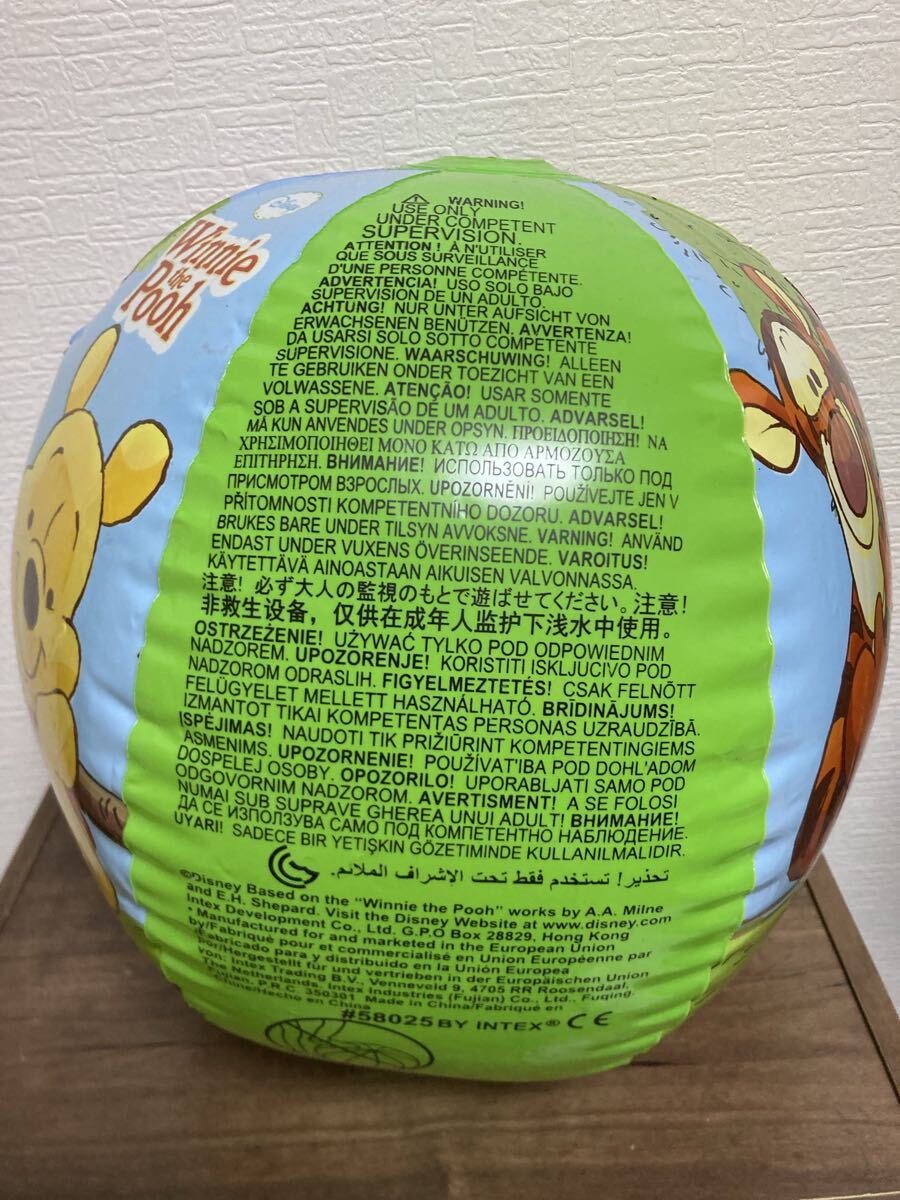 Winnie
the
Pooh
WARNING!
USE ONLY
UNDER COMPETENT
SUPERVISION.
ATTENTION ! À N'UTILISER
QUE SOUS SURVEILLANCE
D'UNE PERSONNE COMPÉTENTE.
ADVERTENCIA! USO SOLO BAJO
SUPERVISION DE UN ADULTO.
ACHTUNG! NUR UNTER AUFSICHT VON
ERWACHSENEN BENÜTZEN. AVVERTENZA!
DA USARSI SOLO SOTTO COMPETENTE
SUPERVISIONE. WAARSCHUWING! ALLEEN
TE GEBRUIKEN ONDER TOEZICHT VAN EEN
VOLWASSENE. ATENÇÃO! USAR SOMENTE
SOB A SUPERVISÃO DE UM ADULTO. ADVARSEL!
MÅ KUN ANVENDES UNDER OPSYN. ΠΡΟΕΙΔΟΠΟΙΗΣΗ! ΝΑ
ΧΡΗΣΙΜΟΠΟΙΗΘΕΙ ΜΟΝΟ ΚΑΤΩ ΑΠΟ ΑΡΜΟΖΟΥΣΑ
ΕΠΙΤΗΡΗΣΗ. ВНИМАНИЕ! ИСПОЛЬЗОВАТЬ ТОЛЬКО ПОД
ПРИСМОТРОМ ВЗРОСЛЫХ. UPOZORNĚNÍ! POUŽÍVEJTE JEN V
PŘÍTOMNOSTI KOMPETENTNÍHO DOZORU. ADVARSEL!
BRUKES BARE UNDER TILSYN AVVOKSNE. VARNING! ANVÄND
ENDAST UNDER VUXENS ÖVERINSEENDE. VAROITUS!
KÄYTETTÄVÄ AINOASTAAN AIKUISEN VALVONNASSA.
注意! 必ず大人の監視のもとで遊ばせてください。注意!
非救生设备，仅供在成年人监护下浅水中使用。
OSTRZEŻENIE! UŻYWAĆ TYLKO POD ODPOWIEDNIM
NADZOREM. UPOZORENJE! KORISTITI ISKLJUCIVO POD
NADZOROM ODRASLIH. FIGYELMEZTETÉS! CSAK FELNŐTT
FELÜGYELET MELLETT HASZNÁLHATÓ. BRĪDINĀJUMS!
IZMANTOT TIKAI KOMPETENTAS PERSONAS UZRAUDZĪBĀ.
ĮSPĖJIMAS! NAUDOTI TIK PRIŽIŪRINT KOMPETENTINGIEMS
ASMENIMS. UPOZORNENIE! POUŽÍVAT'IBA POD DOHL'ADOM
DOSPELEJ OSOBY. OPOZORILO! UPORABLJATI SAMO POD
ODGOVORNIM NADZOROM. AVERTISMENT! A SE FOLOSI
NUMAI SUB SUPRAVE GHEREA UNUI ADULT! ВНИМАНИЕ!
ДА СЕ ИЗПОЛЗУВА САМО ПОД КОМПЕТЕНТНО НАБЛЮДЕНИЕ.
UYARI! SADECE BIR YETIŞKIN GÖZETIMINDE KULLANILMALIDIR.
تحذير! تستخدم فقط تحت الإشراف الملائم.
©Disney Based on the "Winnie the Pooh" works by A.A. Milne
and E.H. Shepard. Visit the Disney Website at www.disney.com
Intex Development Co., Ltd. G.P.O Box 28829, Hong Kong
• Manufactured for and marketed in the European Union
by/Fabriqué pour et commercialisé en Union Européenne par
/Fabricado para y distribuido en la Unión Europea
por/Hergestellt für und vertrieben in der Europäischen Union
von: Intex Trading B.V., Venneveld 9, 4705 RR Roosendaal,
The Netherlands. Intex Industries (Fujian) Co., Ltd., Fuqing,
Fujian, P.R.C. 350301 Made in China/Fabriqué en
Chine/Hecho en China
#58025 BY INTEX® CE